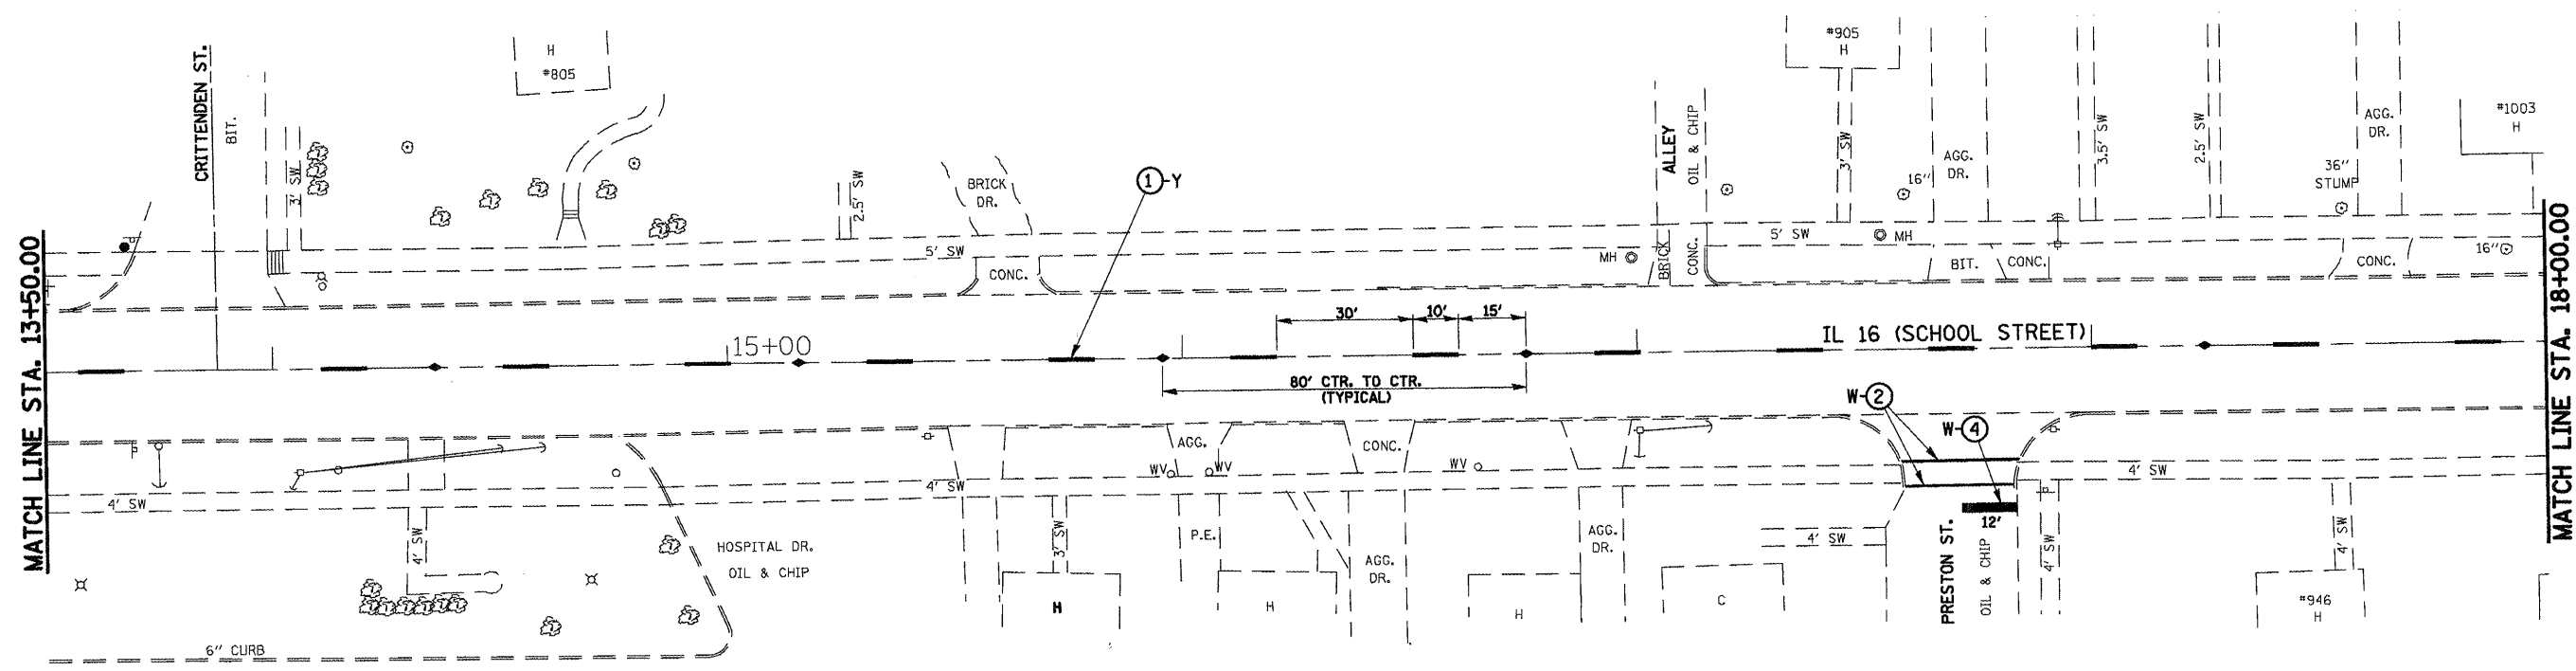 MATCH LINE STA. 13+50.00
CRITTENDEN ST.
BIT.
3' SW
H
#805
2.5' SW
BRICK
DR.
5' SW
CONC.
1-Y
ALLEY
OIL & CHIP
MH
BRICK
CONC.
#905
H
3' SW
16"
AGG.
DR.
5' SW
MH
BIT.
CONC.
3.5' SW
2.5' SW
36"
STUMP
AGG.
DR.
CONC.
16"
#1003
H
MATCH LINE STA. 18+00.00
15+00
30'
10'
15'
80' CTR. TO CTR.
(TYPICAL)
IL 16 (SCHOOL STREET)
W-2
W-4
4' SW
4' SW
HOSPITAL DR.
OIL & CHIP
6" CURB
4' SW
AGG.
WV
WV
CONC.
WV
3' SW
H
P.E.
H
AGG.
DR.
H
AGG.
DR.
C
4' SW
12'
PRESTON ST.
OIL & CHIP
4' SW
4' SW
4' SW
#946
H